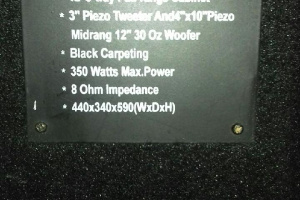 * 3" Piezo Tweeter And4"x10"Piezo
Midrang 12" 30 Oz Woofer
* Black Carpeting
* 350 Watts Max.Power
* 8 Ohm Impedance
* 440x340x590(WxDxH)